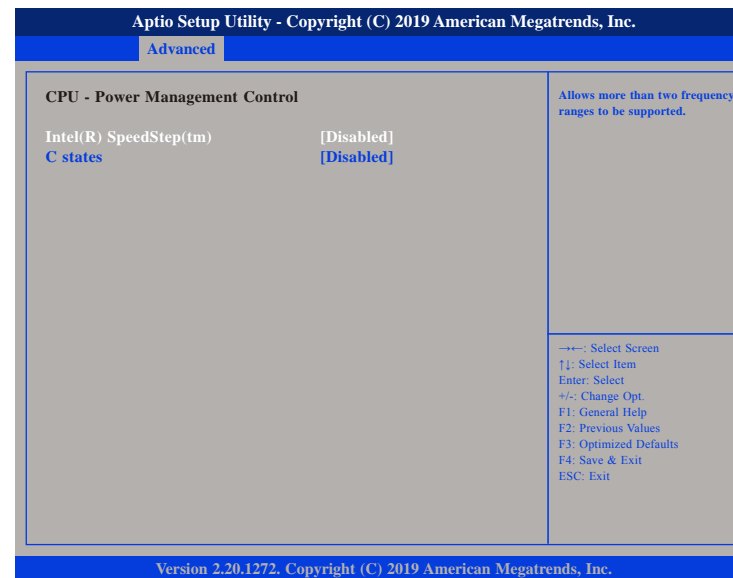 Aptio Setup Utility - Copyright (C) 2019 American Megatrends, Inc.
Advanced
CPU - Power Management Control
Intel(R) SpeedStep(tm) [Disabled]
C states [Disabled]
Allows more than two frequency
ranges to be supported.
→←: Select Screen
↑↓: Select Item
Enter: Select
+/-: Change Opt.
F1: General Help
F2: Previous Values
F3: Optimized Defaults
F4: Save & Exit
ESC: Exit
Version 2.20.1272. Copyright (C) 2019 American Megatrends, Inc.